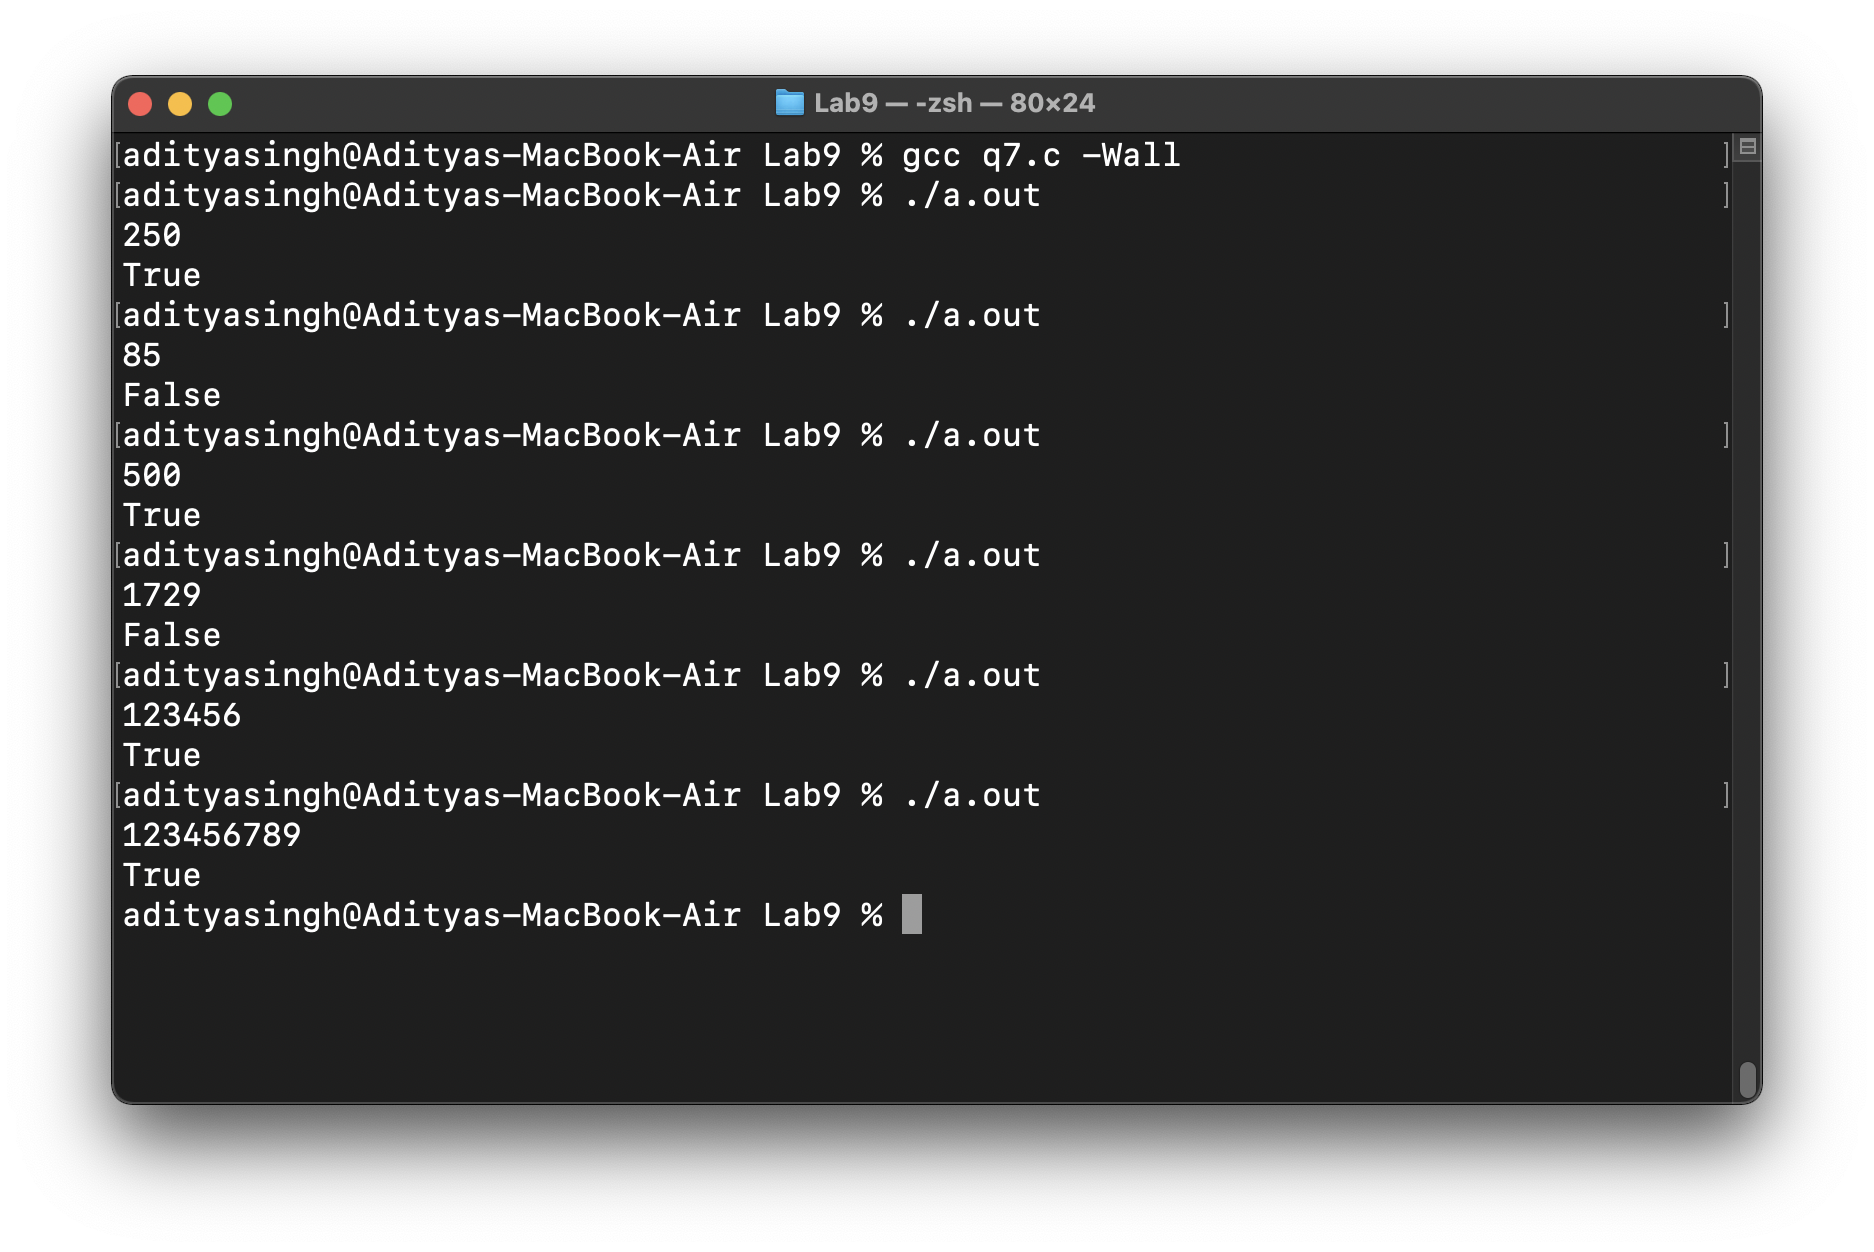 Lab9 — -zsh — 80×24
[adityasingh@Adityas-MacBook-Air Lab9 % gcc q7.c -Wall ]
[adityasingh@Adityas-MacBook-Air Lab9 % ./a.out ]
250
True
[adityasingh@Adityas-MacBook-Air Lab9 % ./a.out ]
85
False
[adityasingh@Adityas-MacBook-Air Lab9 % ./a.out ]
500
True
[adityasingh@Adityas-MacBook-Air Lab9 % ./a.out ]
1729
False
[adityasingh@Adityas-MacBook-Air Lab9 % ./a.out ]
123456
True
[adityasingh@Adityas-MacBook-Air Lab9 % ./a.out ]
123456789
True
adityasingh@Adityas-MacBook-Air Lab9 %